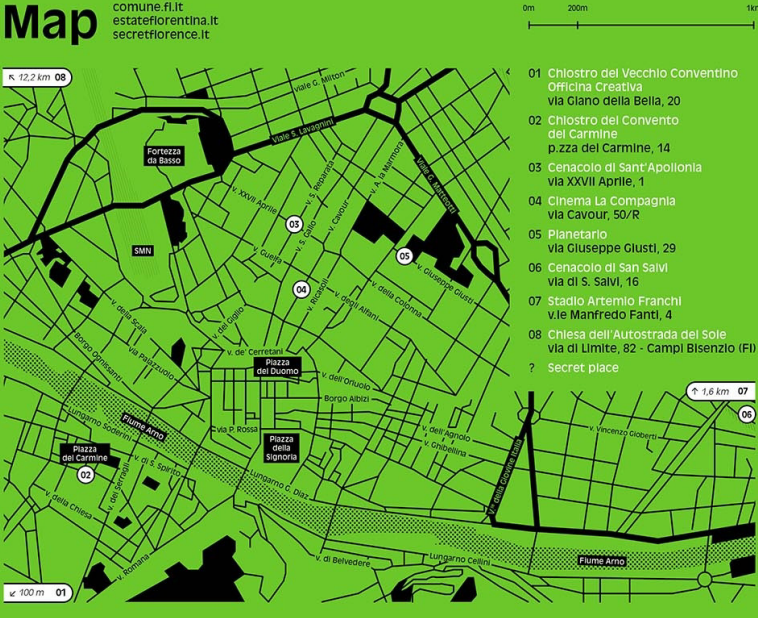 Map
comune.fi.it
estatefiorentina.it
secretflorence.it
0m 200m 1km
01 Chiostro del Vecchio Conventino
Officina Creativa
via Giano della Bella, 20
02 Chiostro del Convento
del Carmine
p.zza del Carmine, 14
03 Cenacolo di Sant'Apollonia
via XXVII Aprile, 1
04 Cinema La Compagnia
via Cavour, 50/R
05 Planetario
via Giuseppe Giusti, 29
06 Cenacolo di San Salvi
via di S. Salvi, 16
07 Stadio Artemio Franchi
v.le Manfredo Fanti, 4
08 Chiesa dell'Autostrada del Sole
via di Limite, 82 - Campi Bisenzio (FI)
? Secret place
↖ 12,2 km 08
viale G. Milton
Viale S. Lavagnini
Fortezza
da Basso
v. XXVII Aprile
v. S. Reparata
v. A. la Marmora
Viale G. Matteotti
03
v. S. Gallo
v. Cavour
SMN
v. Guelfa
05
v. Giuseppe Giusti
04
v. Ricasoli
v. degli Alfani
v. della Colonna
v. della Scala
v. del Giglio
Borgo Ognissanti
via Palazzuolo
v. de' Cerretani
Piazza
del Duomo
v. dell'Oriuolo
Borgo Albizi
↑ 1,6 km 07
06
Lungarno Soderini
Fiume Arno
via P. Rossa
Piazza
della
Signoria
v. dell'Agnolo
v. Ghibellina
V.le della Giovine Italia
v. Vincenzo Gioberti
Piazza
del Carmine
02
v. di S. Spirito
v. dei Serragli
v. della Chiesa
Lungarno G. Diaz
v. Romana
v. di Belvedere
Lungarno Cellini
Fiume Arno
↙ 100 m 01